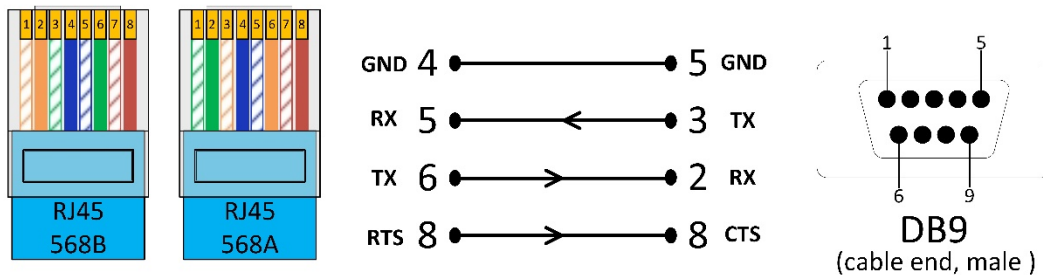 1 2 3 4 5 6 7 8
RJ45
568B
1 2 3 4 5 6 7 8
RJ45
568A
GND 4 5 GND
RX 5 3 TX
TX 6 2 RX
RTS 8 8 CTS
1 5
6 9
DB9
(cable end, male )